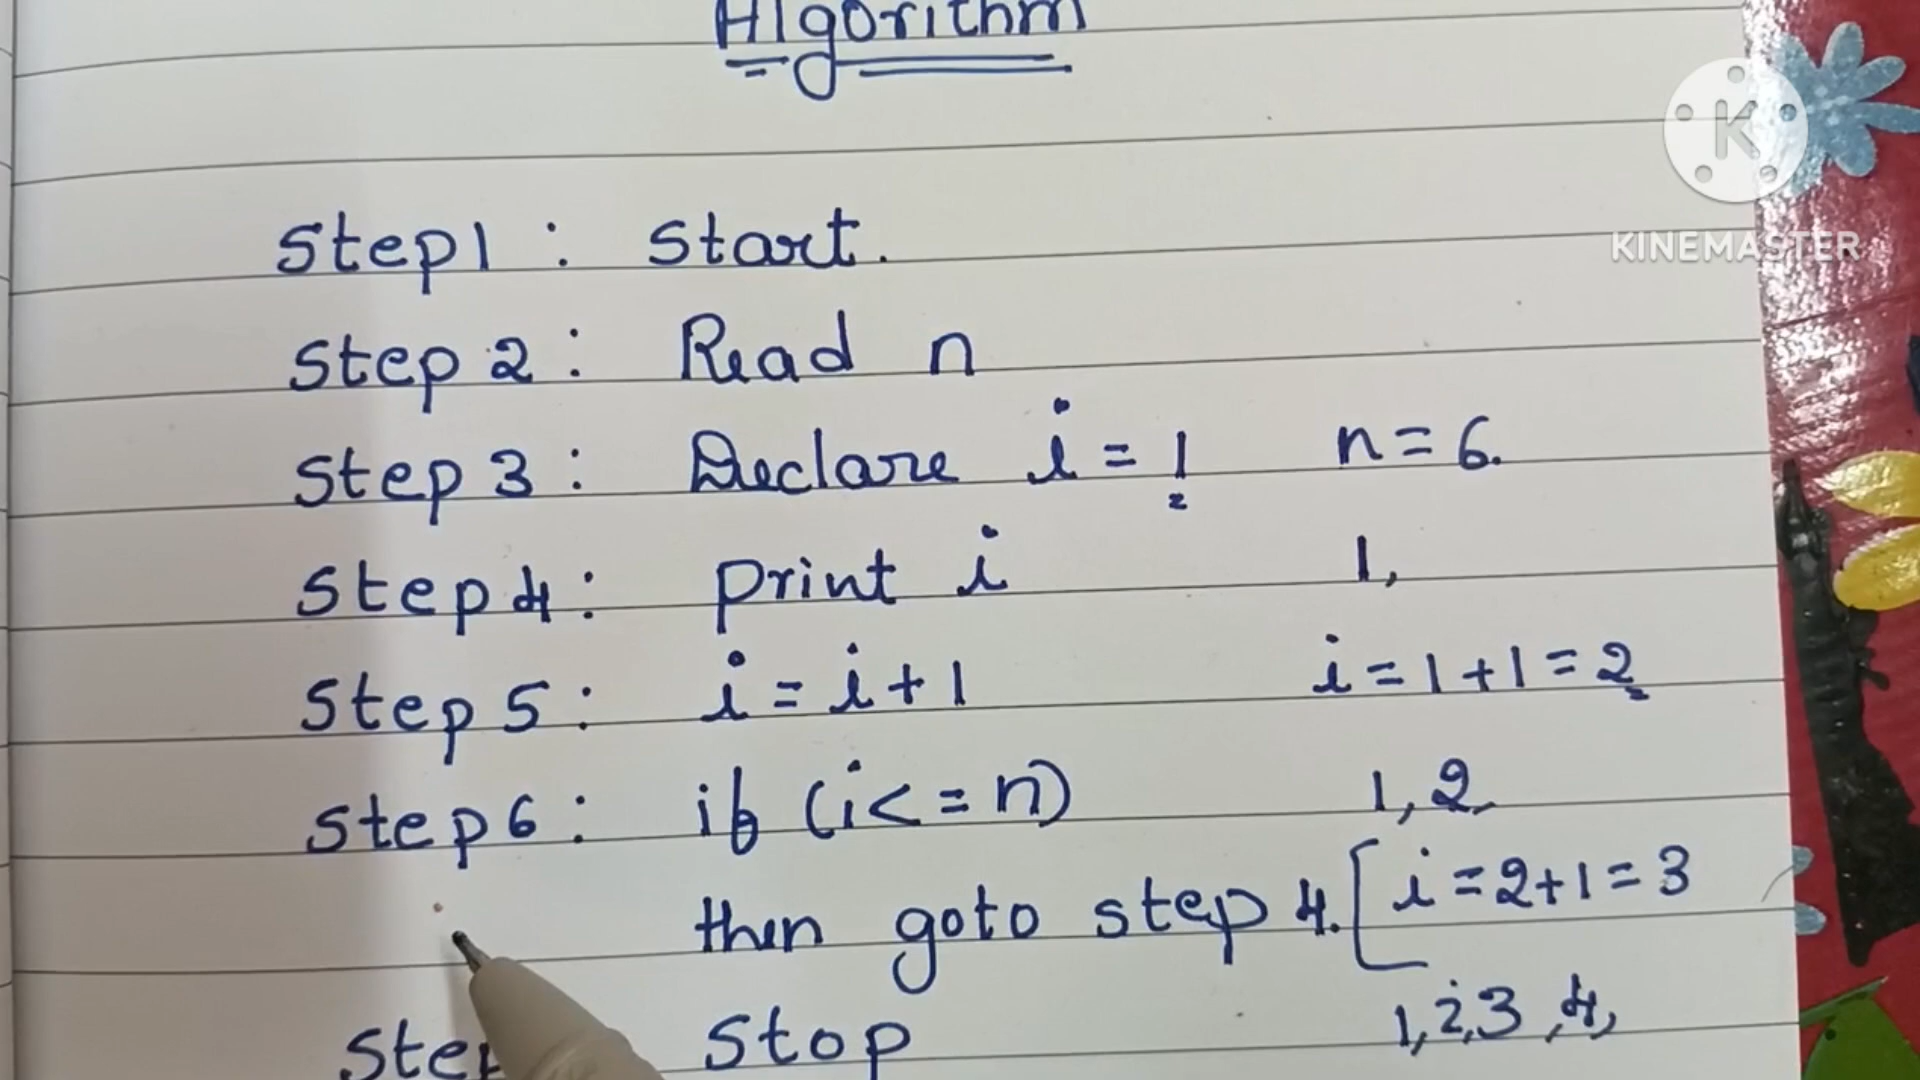 Algorithm
K
KINEMASTER
Step1 : Start.
Step 2 : Read n
Step 3 : Declare i = 1 n = 6.
Step 4 : print i 1,
Step 5 : i = i + 1 i = 1 + 1 = 2
Step 6 : if (i < = n) 1, 2,
then goto step 4. [ i = 2 + 1 = 3
Stop 1, 2, 3, 4,